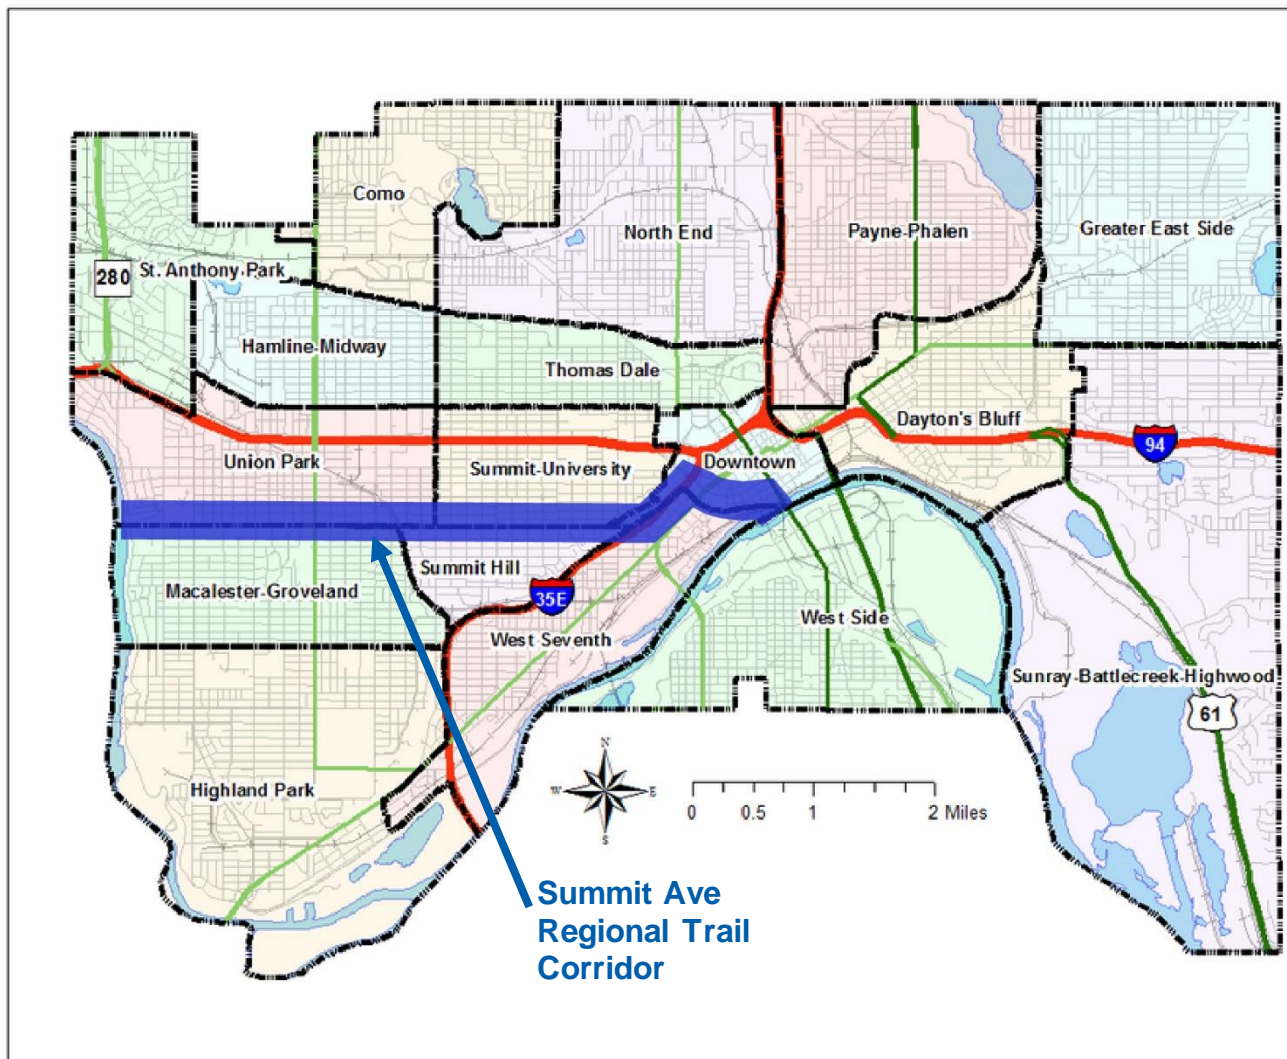 Como
North End
Payne-Phalen
Greater East Side
St. Anthony Park
280
Hamline-Midway
Thomas Dale
Dayton's Bluff
94
Union Park
Summit-University
Downtown
Summit Hill
Macalester-Groveland
35E
West Seventh
West Side
Sunray-Battlecreek-Highwood
61
Highland Park
N
W
E
S
0 0.5 1 2 Miles
Summit Ave
Regional Trail
Corridor